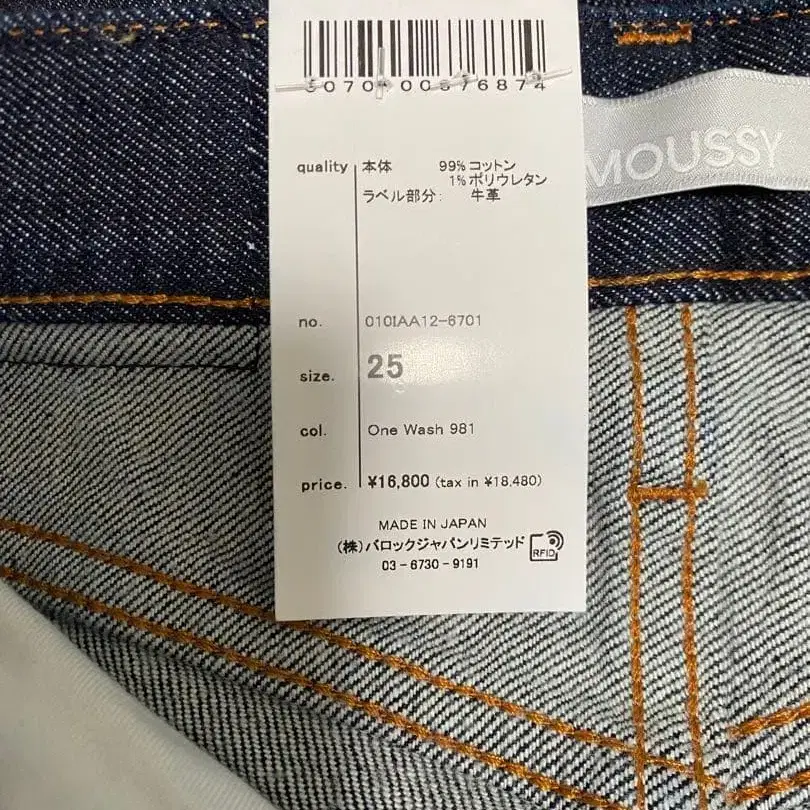 MOUSSY
quality 本体 99% コットン
1% ポリウレタン
ラベル部分: 牛革
no. 010IAA12-6701
size. 25
col. One Wash 981
price. ¥16,800 (tax in ¥18,480)
MADE IN JAPAN
(株)バロックジャパンリミテッド RFID
03-6730-9191